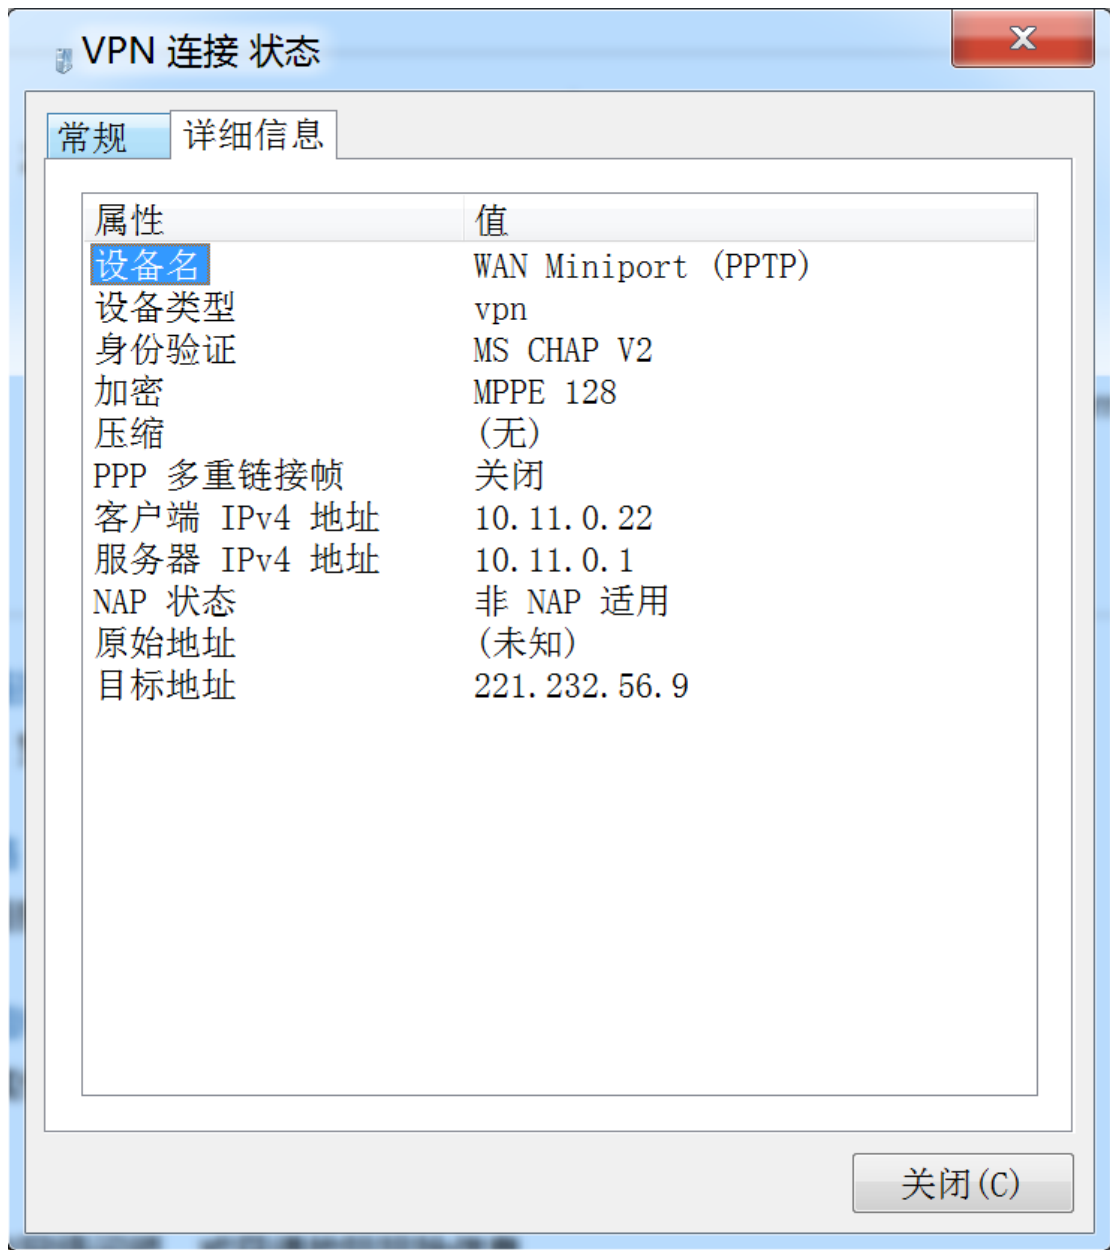 VPN 连接 状态
常规 详细信息
属性 值
设备名 WAN Miniport (PPTP)
设备类型 vpn
身份验证 MS CHAP V2
加密 MPPE 128
压缩 (无)
PPP 多重链接帧 关闭
客户端 IPv4 地址 10.11.0.22
服务器 IPv4 地址 10.11.0.1
NAP 状态 非 NAP 适用
原始地址 (未知)
目标地址 221.232.56.9
关闭(C)